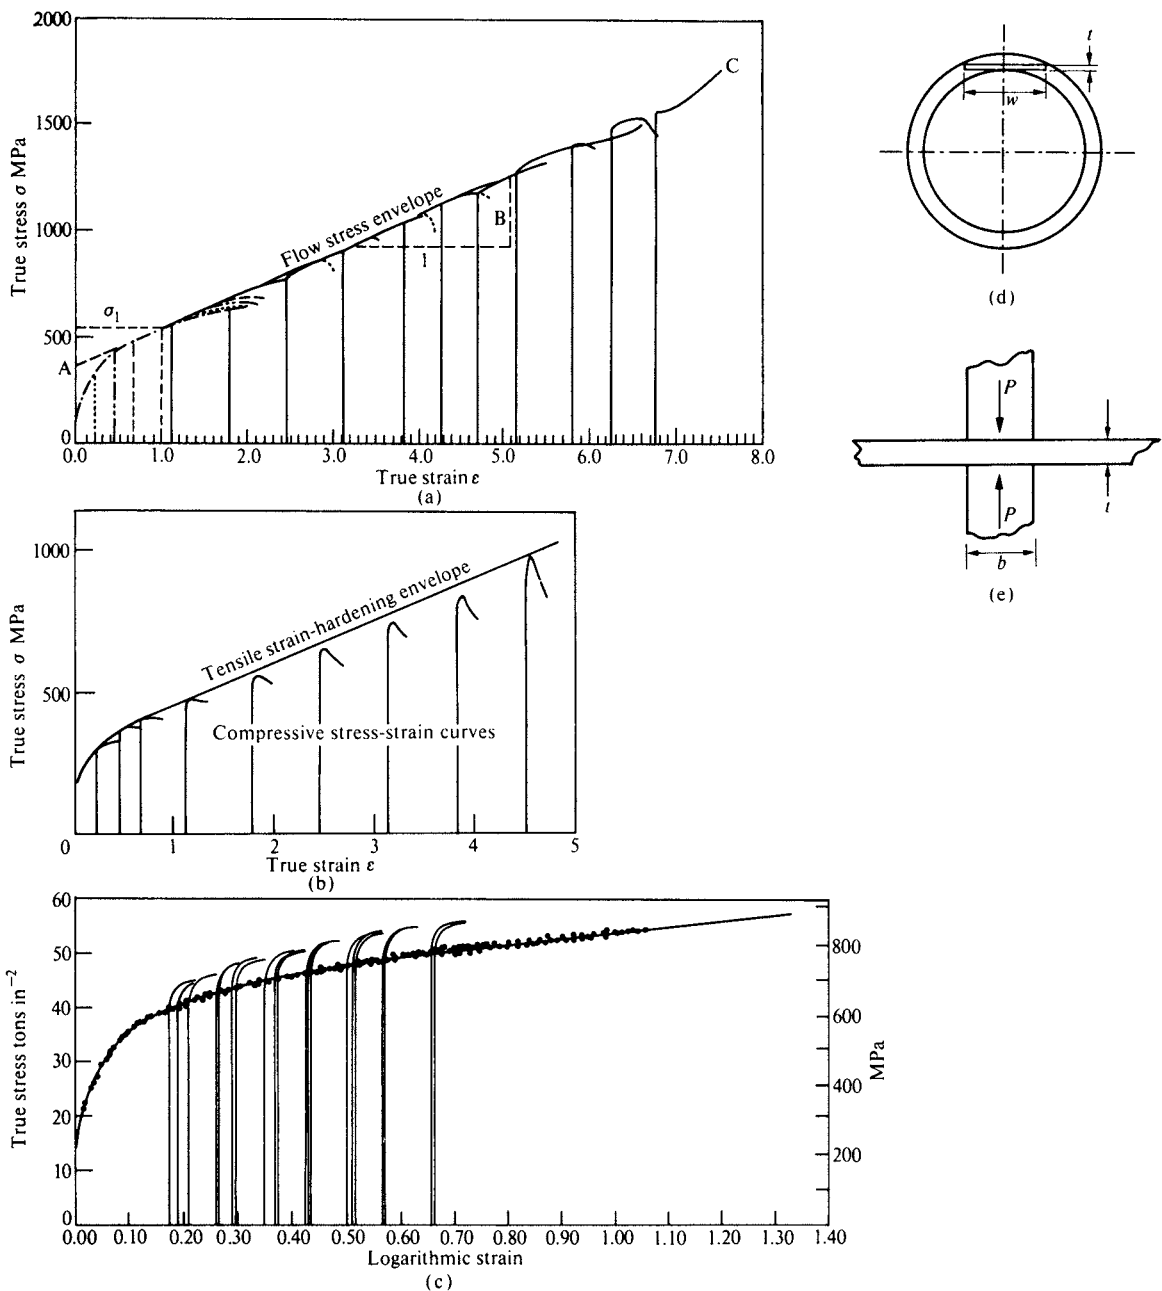 2000
1500
1000
500
0
True stress σ MPa
A
σ₁
Flow stress envelope
B
1
C
0.0 1.0 2.0 3.0 4.0 5.0 6.0 7.0 8.0
True strain ε
(a)
1000
500
0
True stress σ MPa
Tensile strain-hardening envelope
Compressive stress-strain curves
1 2 3 4 5
True strain ε
(b)
60
50
40
30
20
10
0
True stress tons in⁻²
800
600
400
200
0
MPa
0.00 0.10 0.20 0.30 0.40 0.50 0.60 0.70 0.80 0.90 1.00 1.10 1.20 1.30 1.40
Logarithmic strain
(c)
t
w
(d)
P
t
P
b
(e)